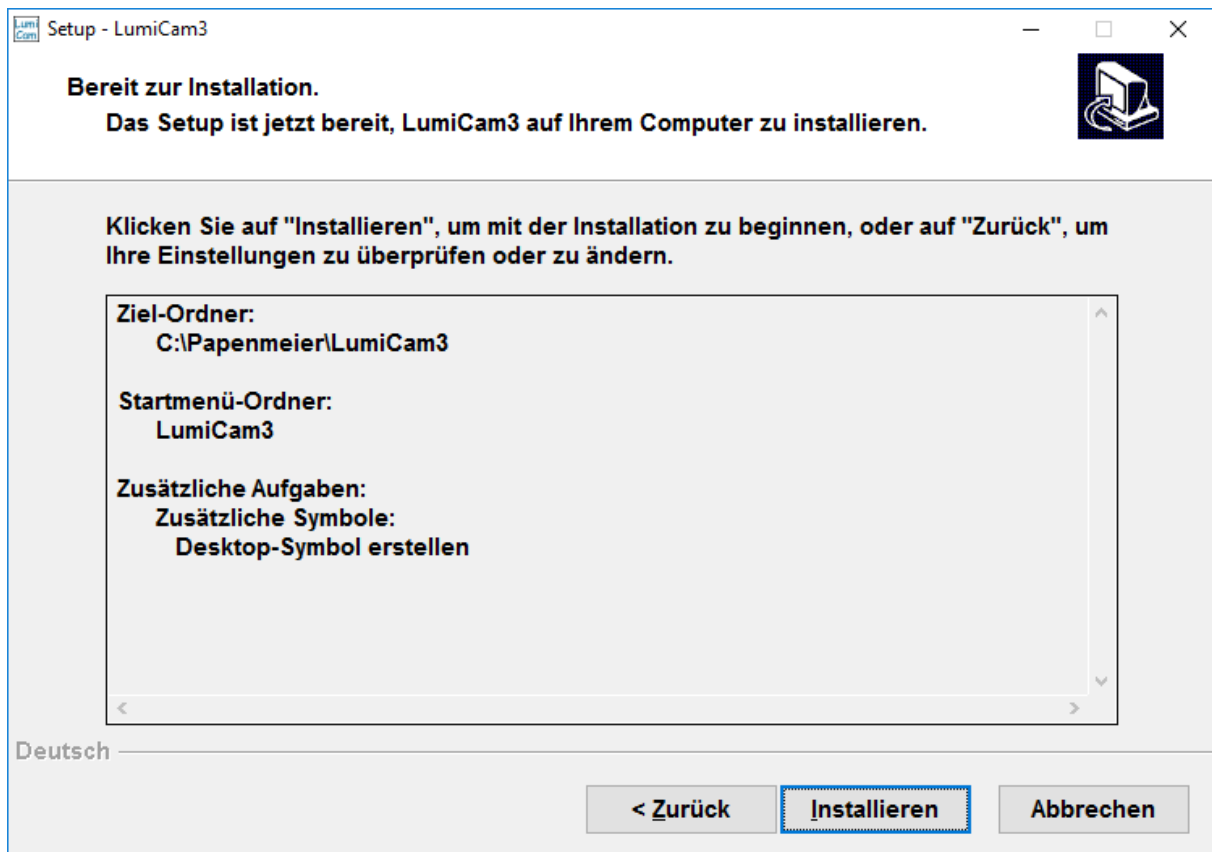 Lumi
Cam
Setup - LumiCam3
Bereit zur Installation.
Das Setup ist jetzt bereit, LumiCam3 auf Ihrem Computer zu installieren.
Klicken Sie auf "Installieren", um mit der Installation zu beginnen, oder auf "Zurück", um
Ihre Einstellungen zu überprüfen oder zu ändern.
Ziel-Ordner:
C:\Papenmeier\LumiCam3
Startmenü-Ordner:
LumiCam3
Zusätzliche Aufgaben:
Zusätzliche Symbole:
Desktop-Symbol erstellen
Deutsch
< Zurück
Installieren
Abbrechen